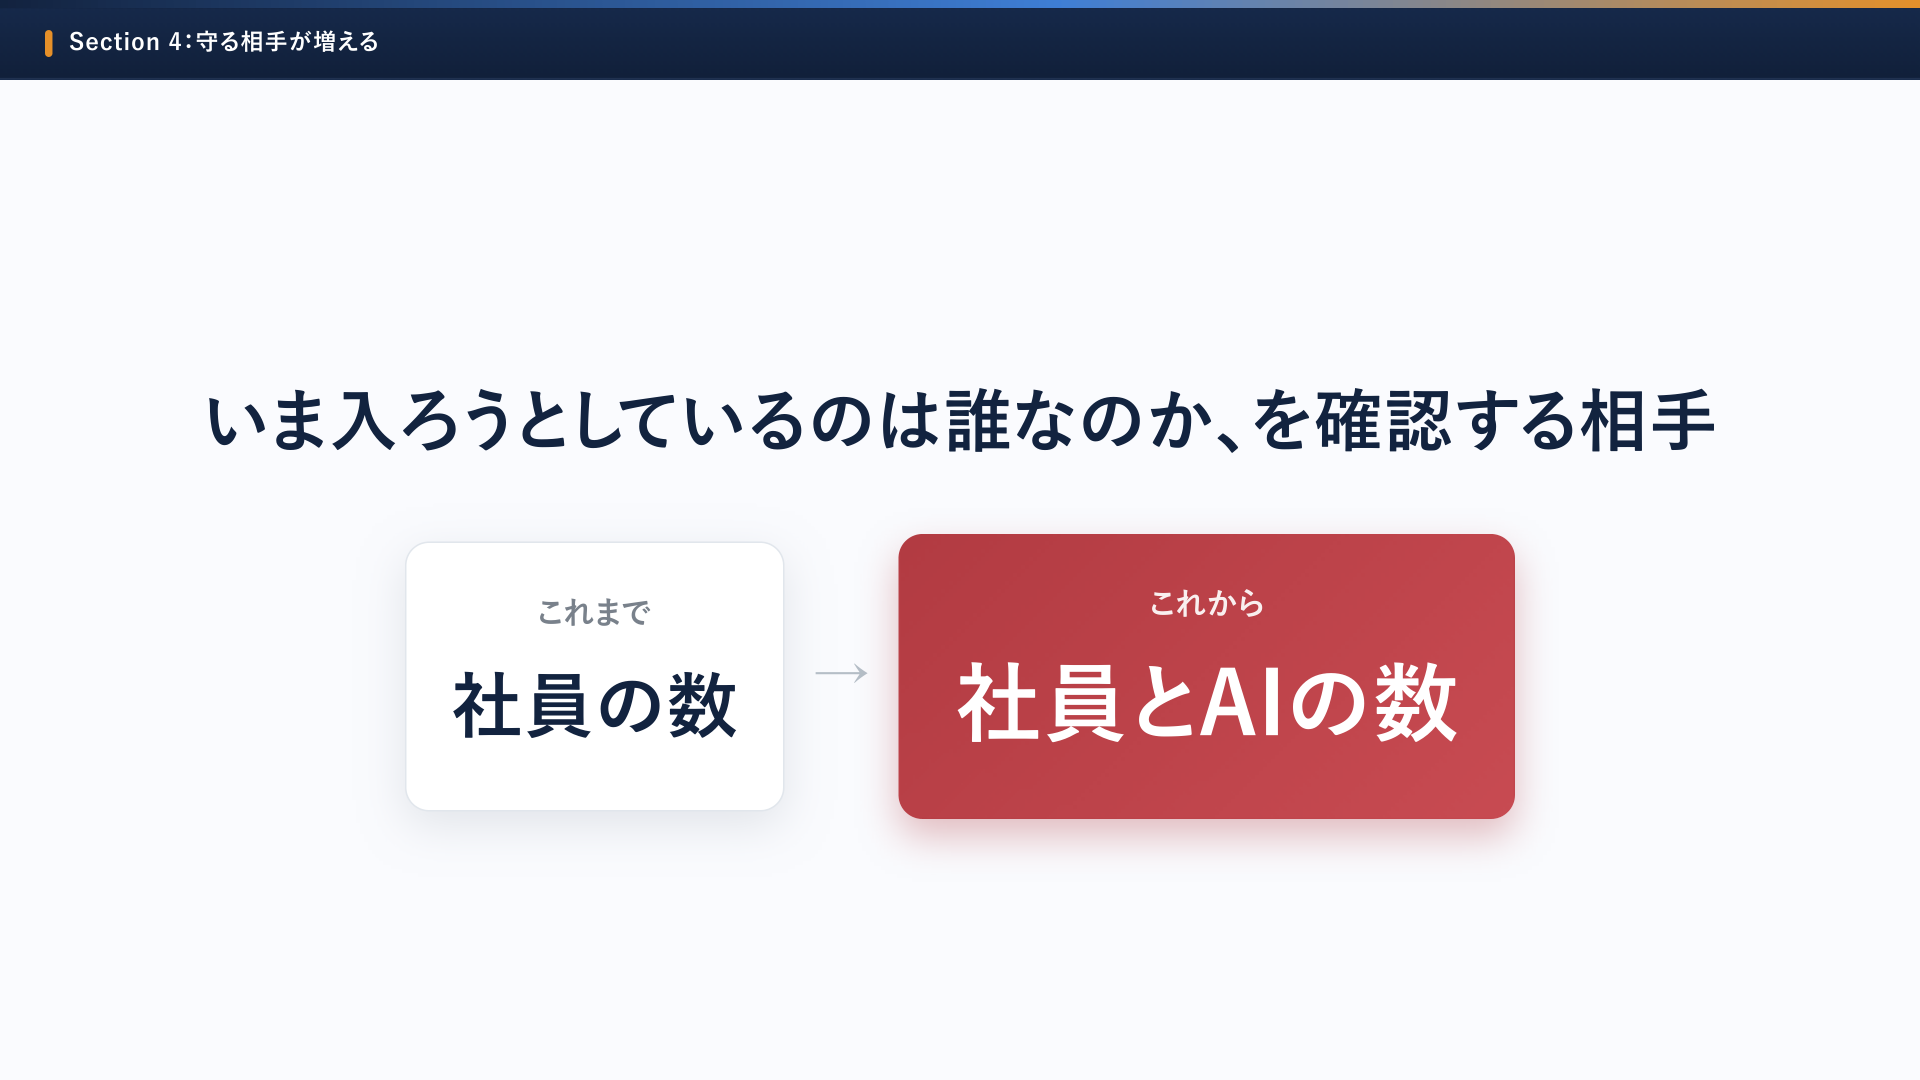 Section 4：守る相手が増える
いま入ろうとしているのは誰なのか、を確認する相手
これまで
社員の数
→
これから
社員とAIの数